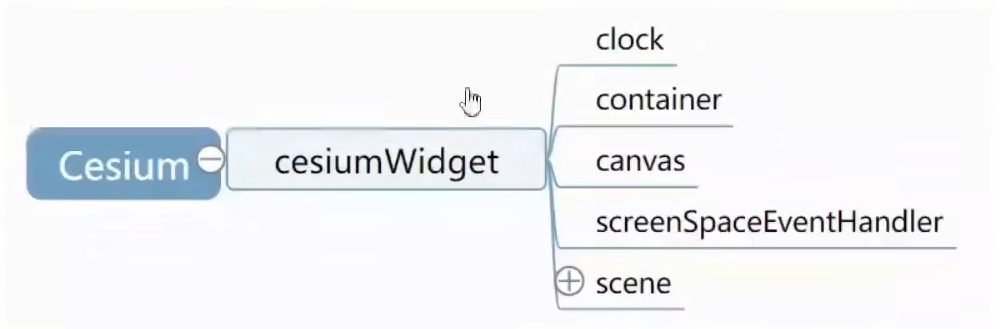 Cesium
cesiumWidget
clock
container
canvas
screenSpaceEventHandler
scene